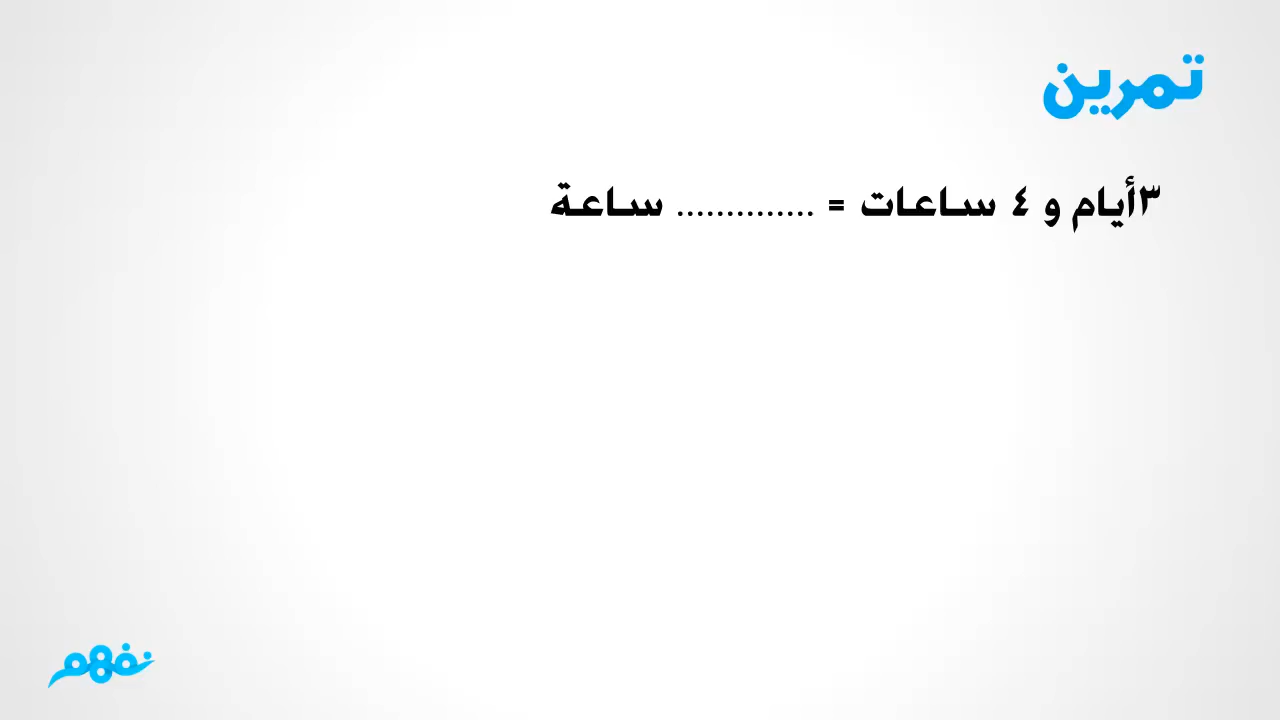 تمرين
٣أيام و ٤ ساعات = .............. ساعة
نفهم